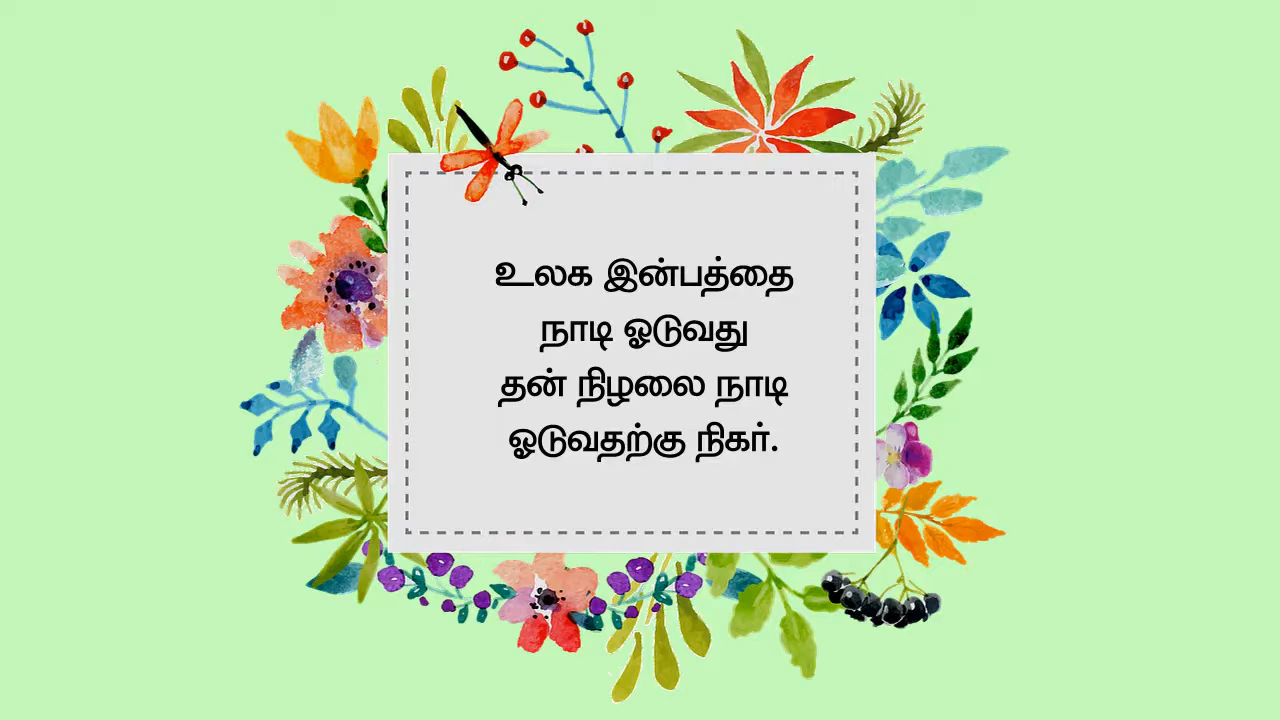 உலக இன்பத்தை
நாடி ஓடுவது
தன் நிழலை நாடி
ஓடுவதற்கு நிகர்.